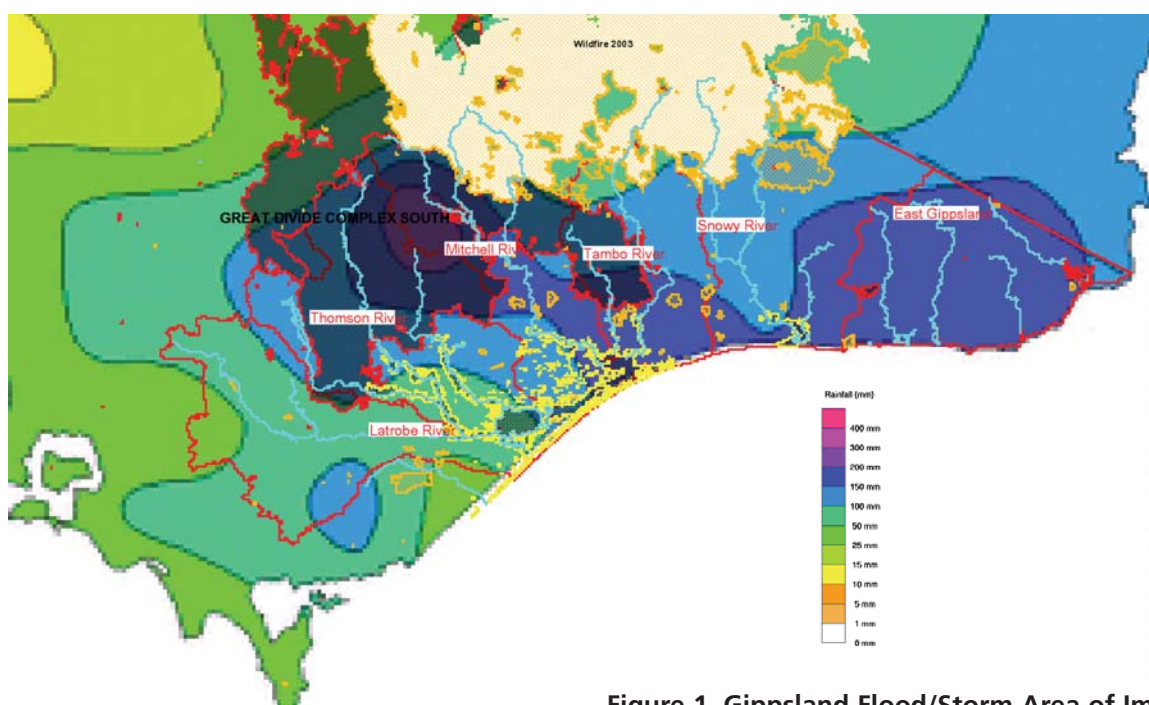 Wildfire 2003
GREAT DIVIDE COMPLEX SOUTH
East Gippsland
Snowy River
Mitchell Riv
Tambo River
Thomson River
Latrobe River
Rainfall (mm)
400 mm
300 mm
200 mm
150 mm
100 mm
50 mm
25 mm
15 mm
10 mm
5 mm
1 mm
0 mm
Figure 1. Gippsland Flood/Storm Area of Im